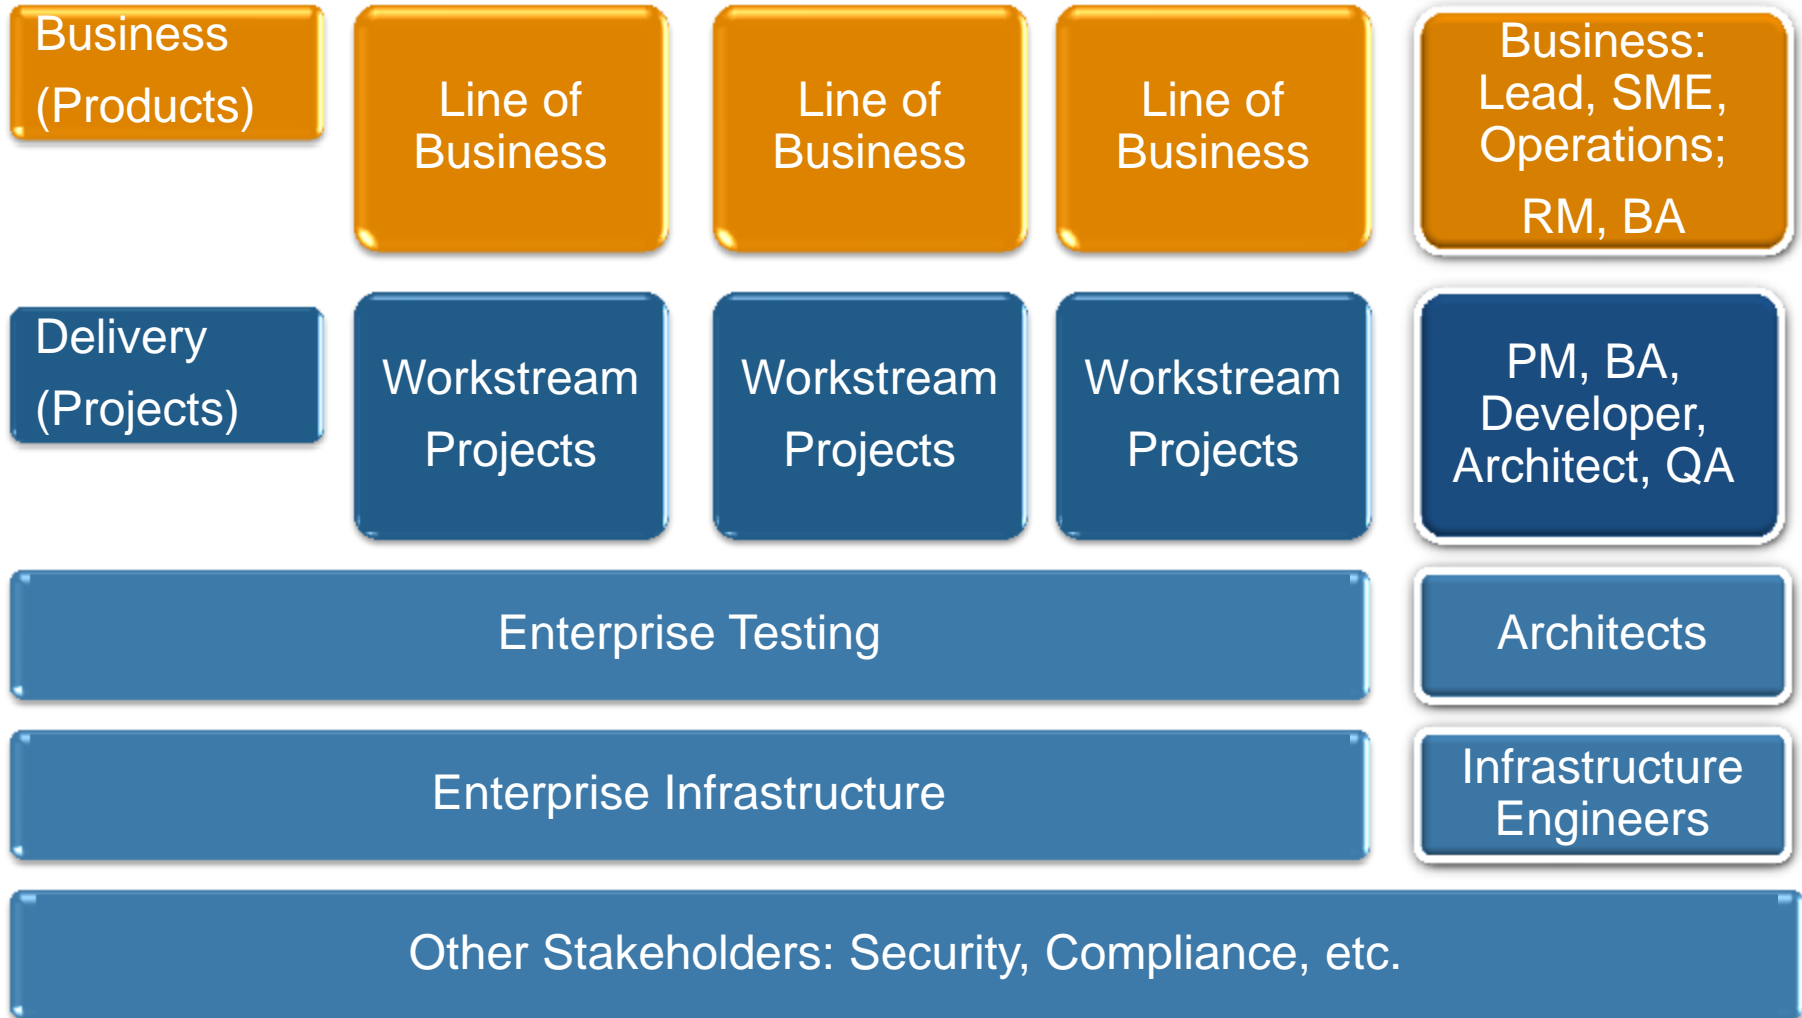 Business
(Products)
Line of
Business
Line of
Business
Line of
Business
Business:
Lead, SME,
Operations;
RM, BA
Delivery
(Projects)
Workstream
Projects
Workstream
Projects
Workstream
Projects
PM, BA,
Developer,
Architect, QA
Enterprise Testing
Architects
Enterprise Infrastructure
Infrastructure
Engineers
Other Stakeholders: Security, Compliance, etc.